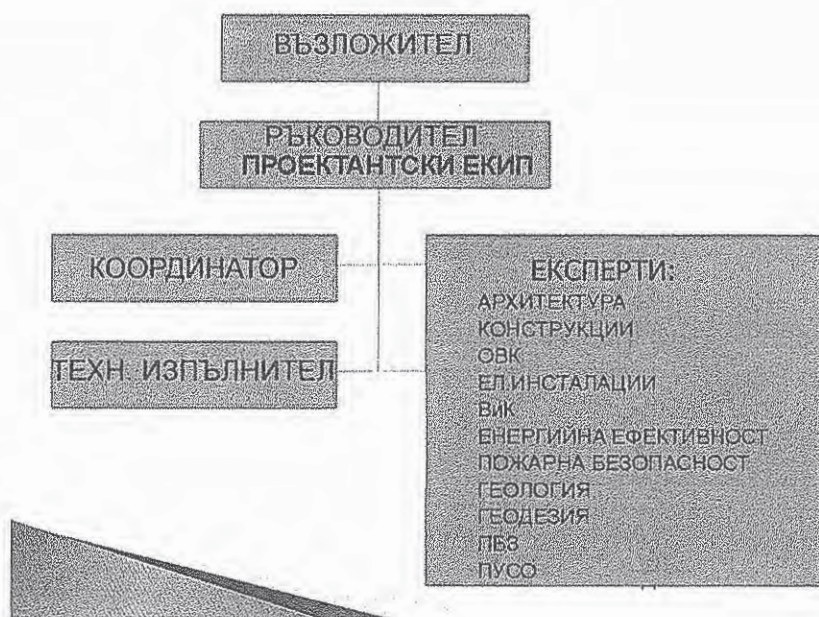 ВЪЗЛОЖИТЕЛ
РЪКОВОДИТЕЛ
ПРОЕКТАНТСКИ ЕКИП
КООРДИНАТОР
ТЕХН. ИЗПЪЛНИТЕЛ
ЕКСПЕРТИ:
АРХИТЕКТУРА
КОНСТРУКЦИИ
ОВК
ЕЛ.ИНСТАЛАЦИИ
ВиК
ЕНЕРГИЙНА ЕФЕКТИВНОСТ
ПОЖАРНА БЕЗОПАСНОСТ
ГЕОЛОГИЯ
ГЕОДЕЗИЯ
ПБЗ
ПУСО